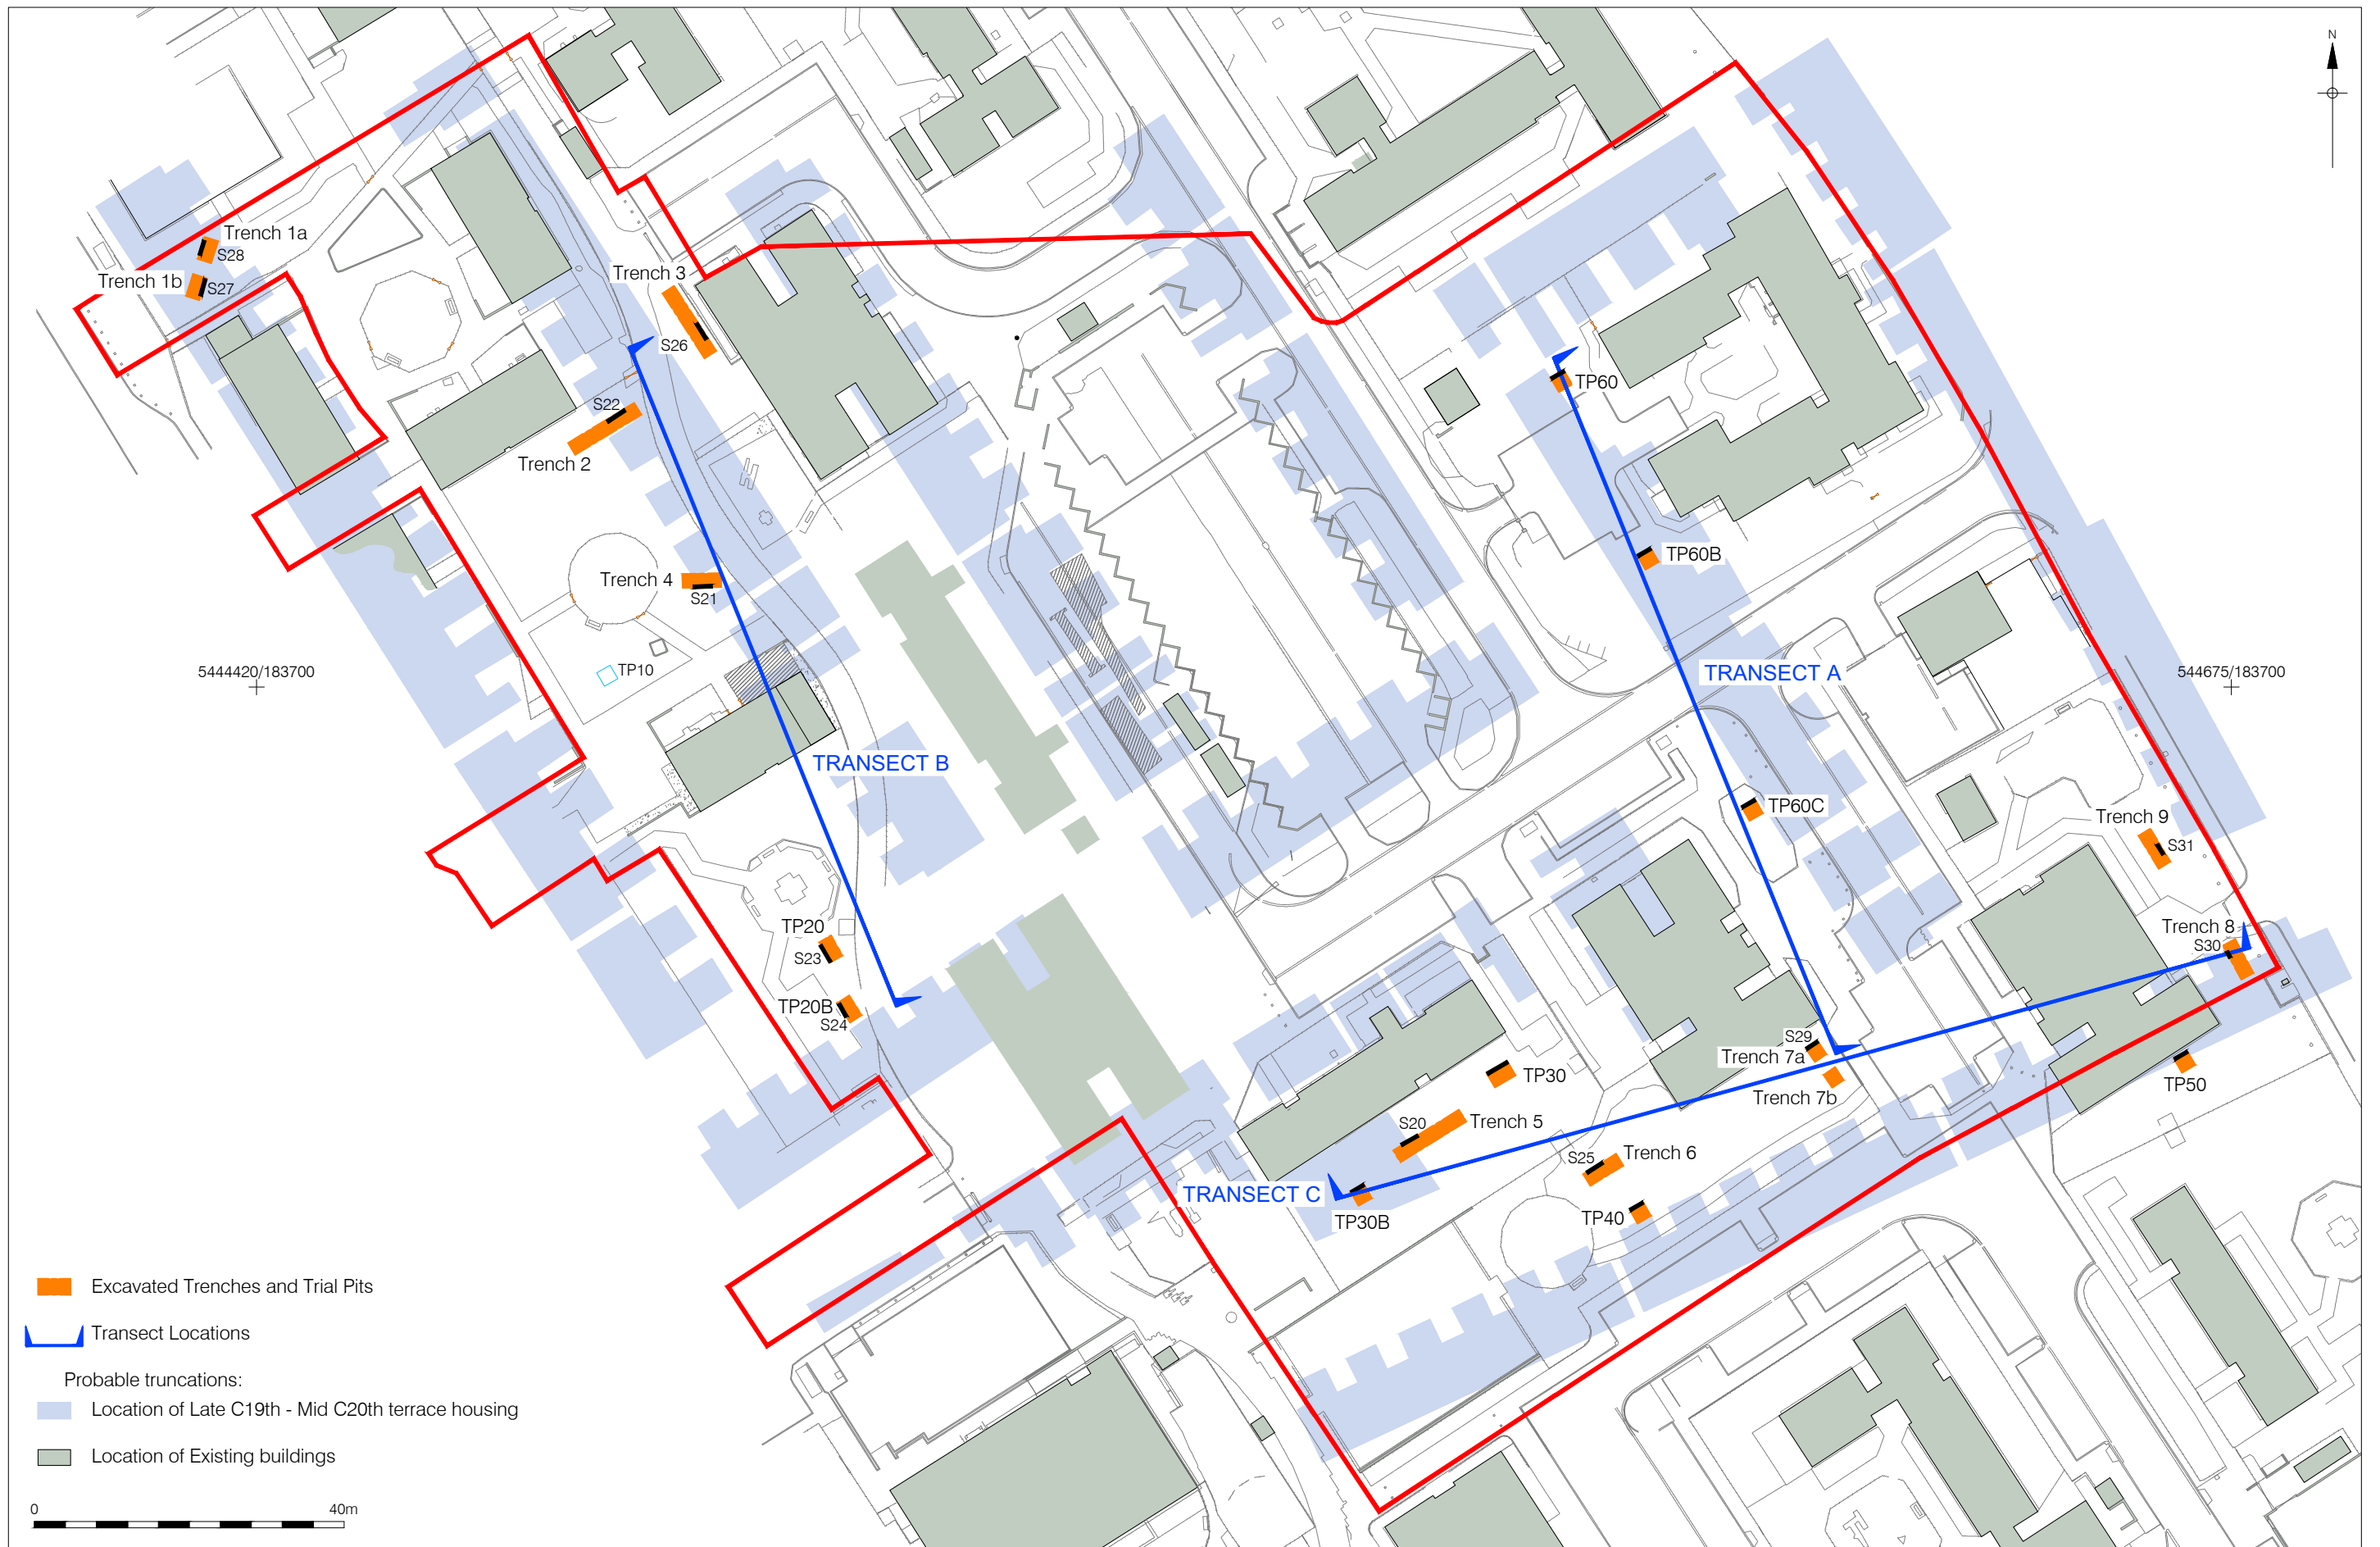 N
Trench 1a
S28
Trench 1b
S27
Trench 3
S26
S22
Trench 2
TP60
TP60B
Trench 4
S21
TP10
5444420/183700
TRANSECT A
544675/183700
TRANSECT B
TP60C
Trench 9
S31
TP20
S23
Trench 8
S30
TP20B
S24
S29
Trench 7a
TP50
TP30
Trench 7b
S20
Trench 5
S25
Trench 6
TRANSECT C
TP30B
TP40
Excavated Trenches and Trial Pits
Transect Locations
Probable truncations:
Location of Late C19th - Mid C20th terrace housing
Location of Existing buildings
0 40m